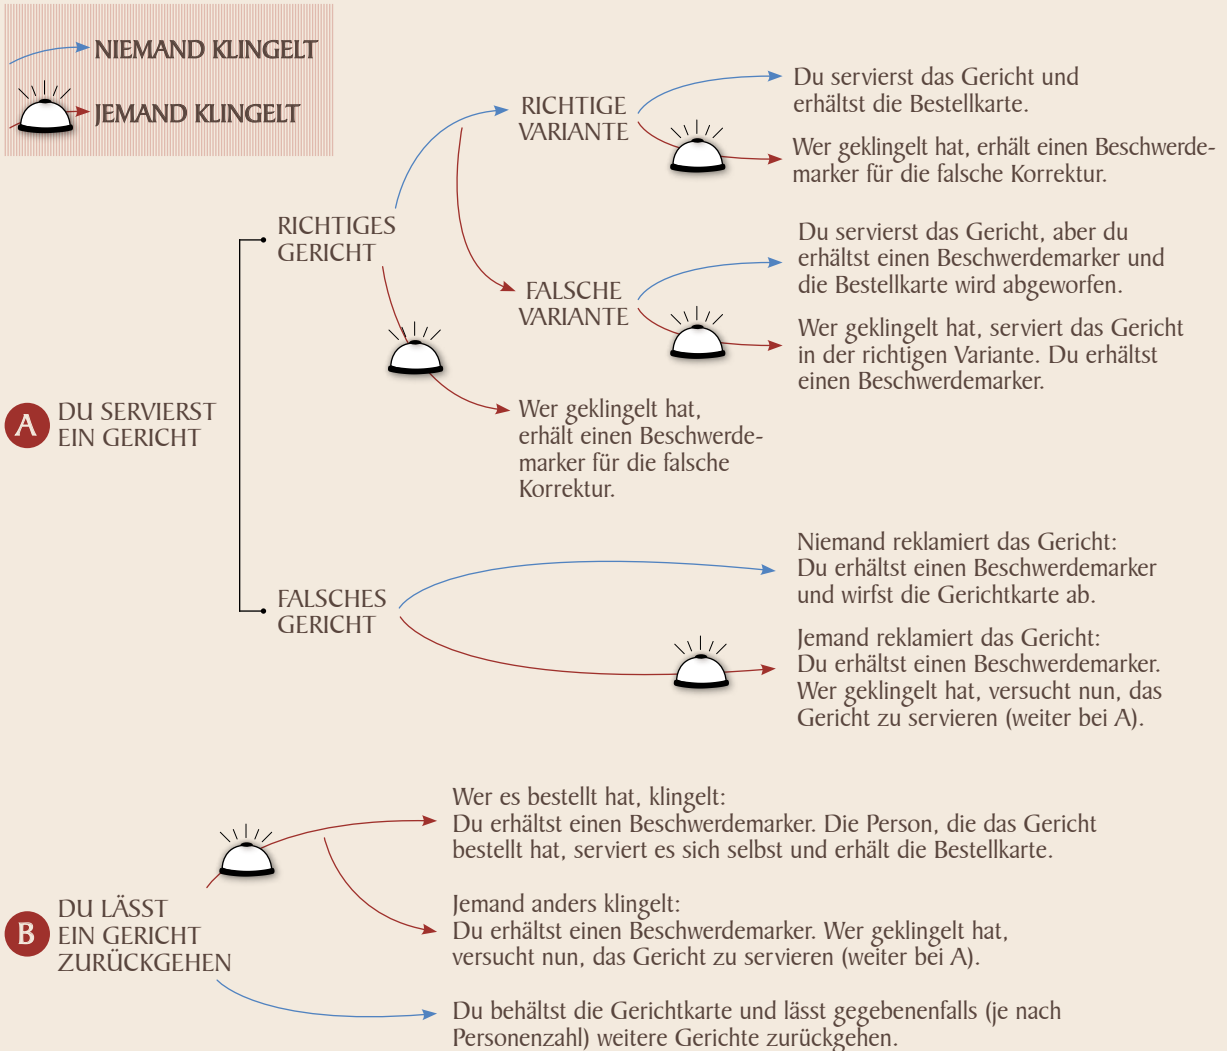 NIEMAND KLINGELT
JEMAND KLINGELT
RICHTIGE
VARIANTE
Du servierst das Gericht und
erhältst die Bestellkarte.
Wer geklingelt hat, erhält einen Beschwerde-
marker für die falsche Korrektur.
RICHTIGES
GERICHT
FALSCHE
VARIANTE
Du servierst das Gericht, aber du
erhältst einen Beschwerdemarker und
die Bestellkarte wird abgeworfen.
Wer geklingelt hat, serviert das Gericht
in der richtigen Variante. Du erhältst
einen Beschwerdemarker.
Wer geklingelt hat,
erhält einen Beschwerde-
marker für die falsche
Korrektur.
A
DU SERVIERST
EIN GERICHT
FALSCHES
GERICHT
Niemand reklamiert das Gericht:
Du erhältst einen Beschwerdemarker
und wirfst die Gerichtkarte ab.
Jemand reklamiert das Gericht:
Du erhältst einen Beschwerdemarker.
Wer geklingelt hat, versucht nun, das
Gericht zu servieren (weiter bei A).
B
DU LÄSST
EIN GERICHT
ZURÜCKGEHEN
Wer es bestellt hat, klingelt:
Du erhältst einen Beschwerdemarker. Die Person, die das Gericht
bestellt hat, serviert es sich selbst und erhält die Bestellkarte.
Jemand anders klingelt:
Du erhältst einen Beschwerdemarker. Wer geklingelt hat,
versucht nun, das Gericht zu servieren (weiter bei A).
Du behältst die Gerichtkarte und lässt gegebenenfalls (je nach
Personenzahl) weitere Gerichte zurückgehen.